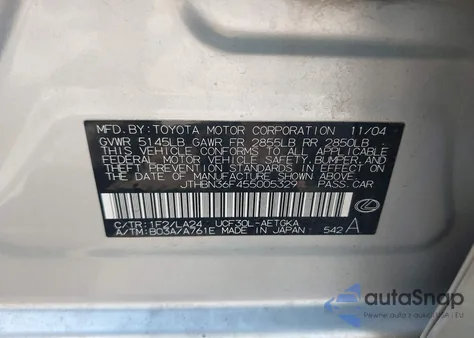 MFD. BY: TOYOTA MOTOR CORPORATION 11/04
GVWR 5145LB GAWR FR 2855LB RR 2850LB
THIS VEHICLE CONFORMS TO ALL APPLICABLE
FEDERAL MOTOR VEHICLE SAFETY, BUMPER, AND
THEFT PREVENTION STANDARDS IN EFFECT ON
THE DATE OF MANUFACTURE SHOWN ABOVE.
JTHBN36F455005329 PASS.CAR
C/TR: 1F2/LA24 UCF30L-AETGKA
A/TM: B03A/A761E MADE IN JAPAN 542 A
autoSnap